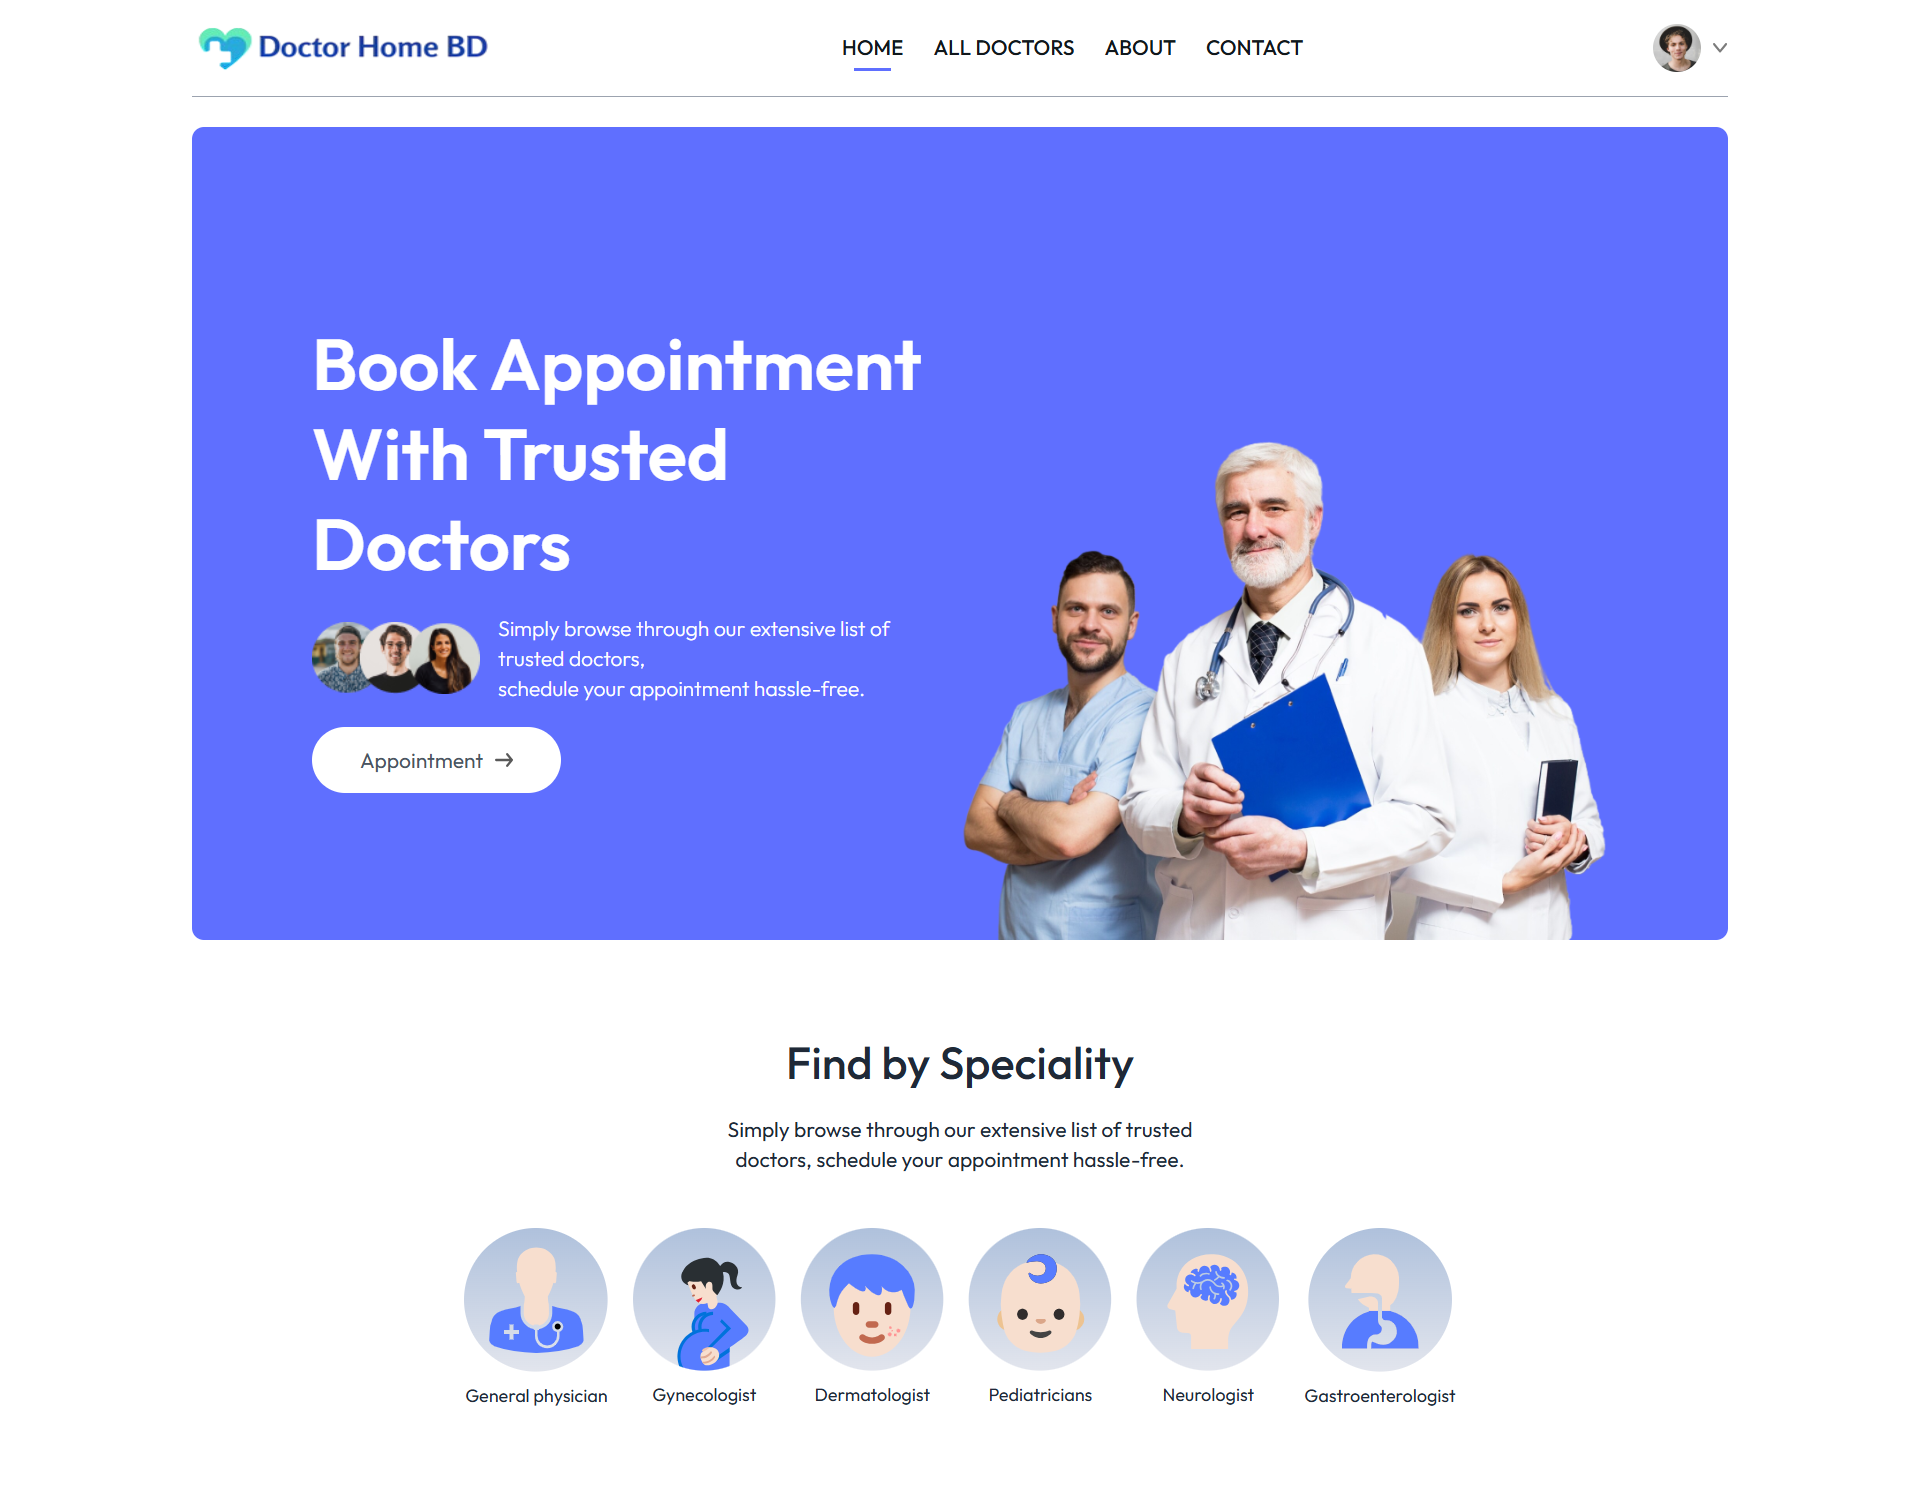 Doctor Home BD
HOME
ALL DOCTORS
ABOUT
CONTACT
Book Appointment
With Trusted
Doctors
Simply browse through our extensive list of
trusted doctors,
schedule your appointment hassle-free.
Appointment →
Find by Speciality
Simply browse through our extensive list of trusted
doctors, schedule your appointment hassle-free.
General physician
Gynecologist
Dermatologist
Pediatricians
Neurologist
Gastroenterologist